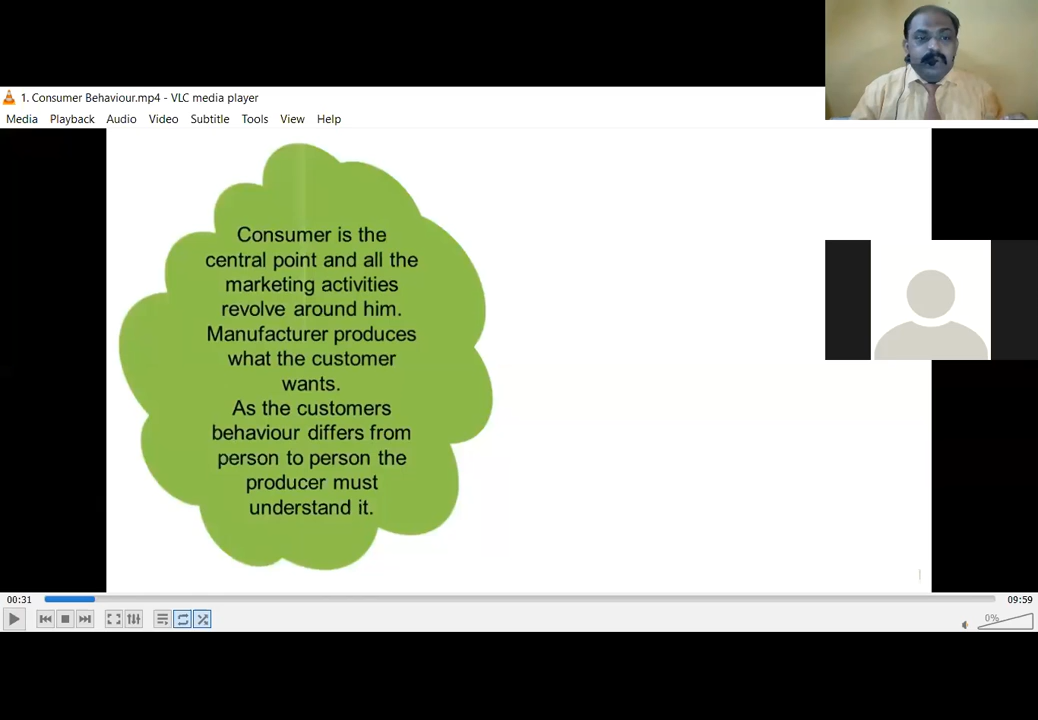 1. Consumer Behaviour.mp4 - VLC media player
Media Playback Audio Video Subtitle Tools View Help
Consumer is the
central point and all the
marketing activities
revolve around him.
Manufacturer produces
what the customer
wants.
As the customers
behaviour differs from
person to person the
producer must
understand it.
00:31
09:59
0%